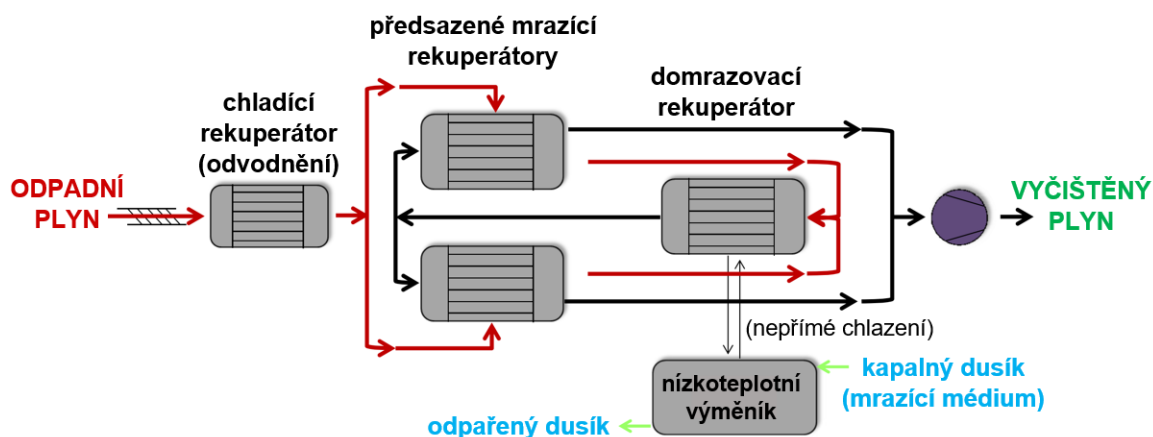 předsazené mrazící
rekuperátory
domrazovací
rekuperátor
chladící
rekuperátor
(odvodnění)
ODPADNÍ
PLYN
VYČIŠTĚNÝ
PLYN
(nepřímé chlazení)
nízkoteplotní
výměník
kapalný dusík
(mrazící médium)
odpařený dusík